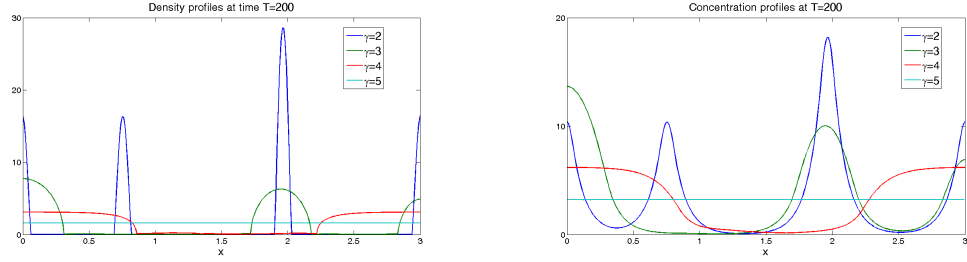 Density profiles at time T=200
30
20
10
0
0 0.5 1 1.5 2 2.5 3
x
γ=2
γ=3
γ=4
γ=5
Concentration profiles at T=200
20
10
0
0 0.5 1 1.5 2 2.5 3
x
γ=2
γ=3
γ=4
γ=5